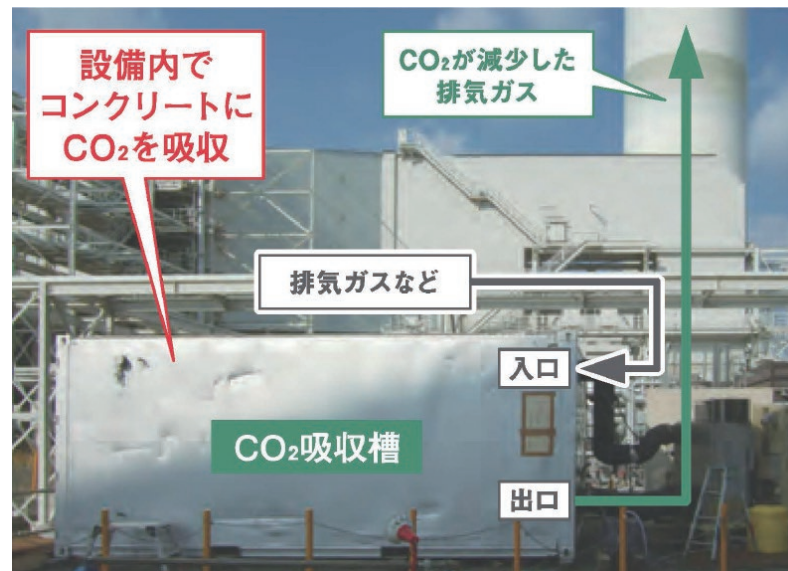 設備内で
コンクリートに
CO₂を吸収
CO₂が減少した
排気ガス
排気ガスなど
入口
CO₂吸収槽
出口